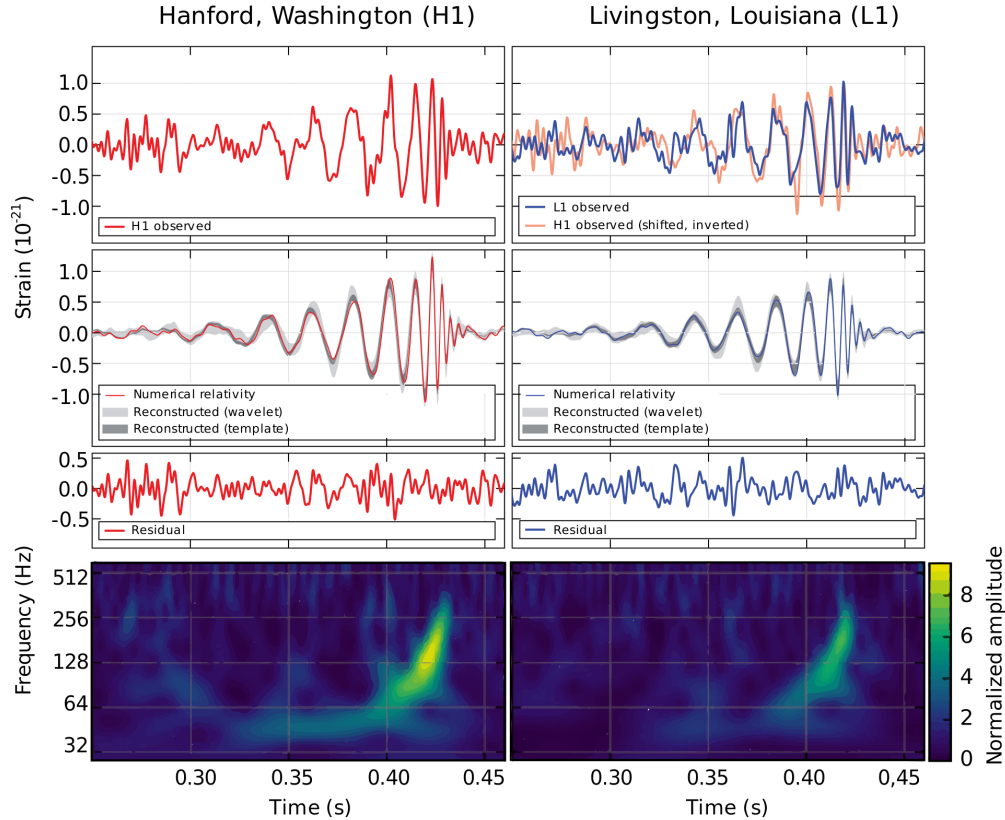 Hanford, Washington (H1)
Livingston, Louisiana (L1)
Strain (10⁻²¹)
1.0
0.5
0.0
-0.5
-1.0
H1 observed
L1 observed
H1 observed (shifted, inverted)
1.0
0.5
0.0
-0.5
-1.0
Numerical relativity
Reconstructed (wavelet)
Reconstructed (template)
Numerical relativity
Reconstructed (wavelet)
Reconstructed (template)
0.5
0.0
-0.5
Residual
Residual
Frequency (Hz)
512
256
128
64
32
Normalized amplitude
8
6
4
2
0
0.30 0.35 0.40 0.45
0.30 0.35 0.40 0,45
Time (s)
Time (s)